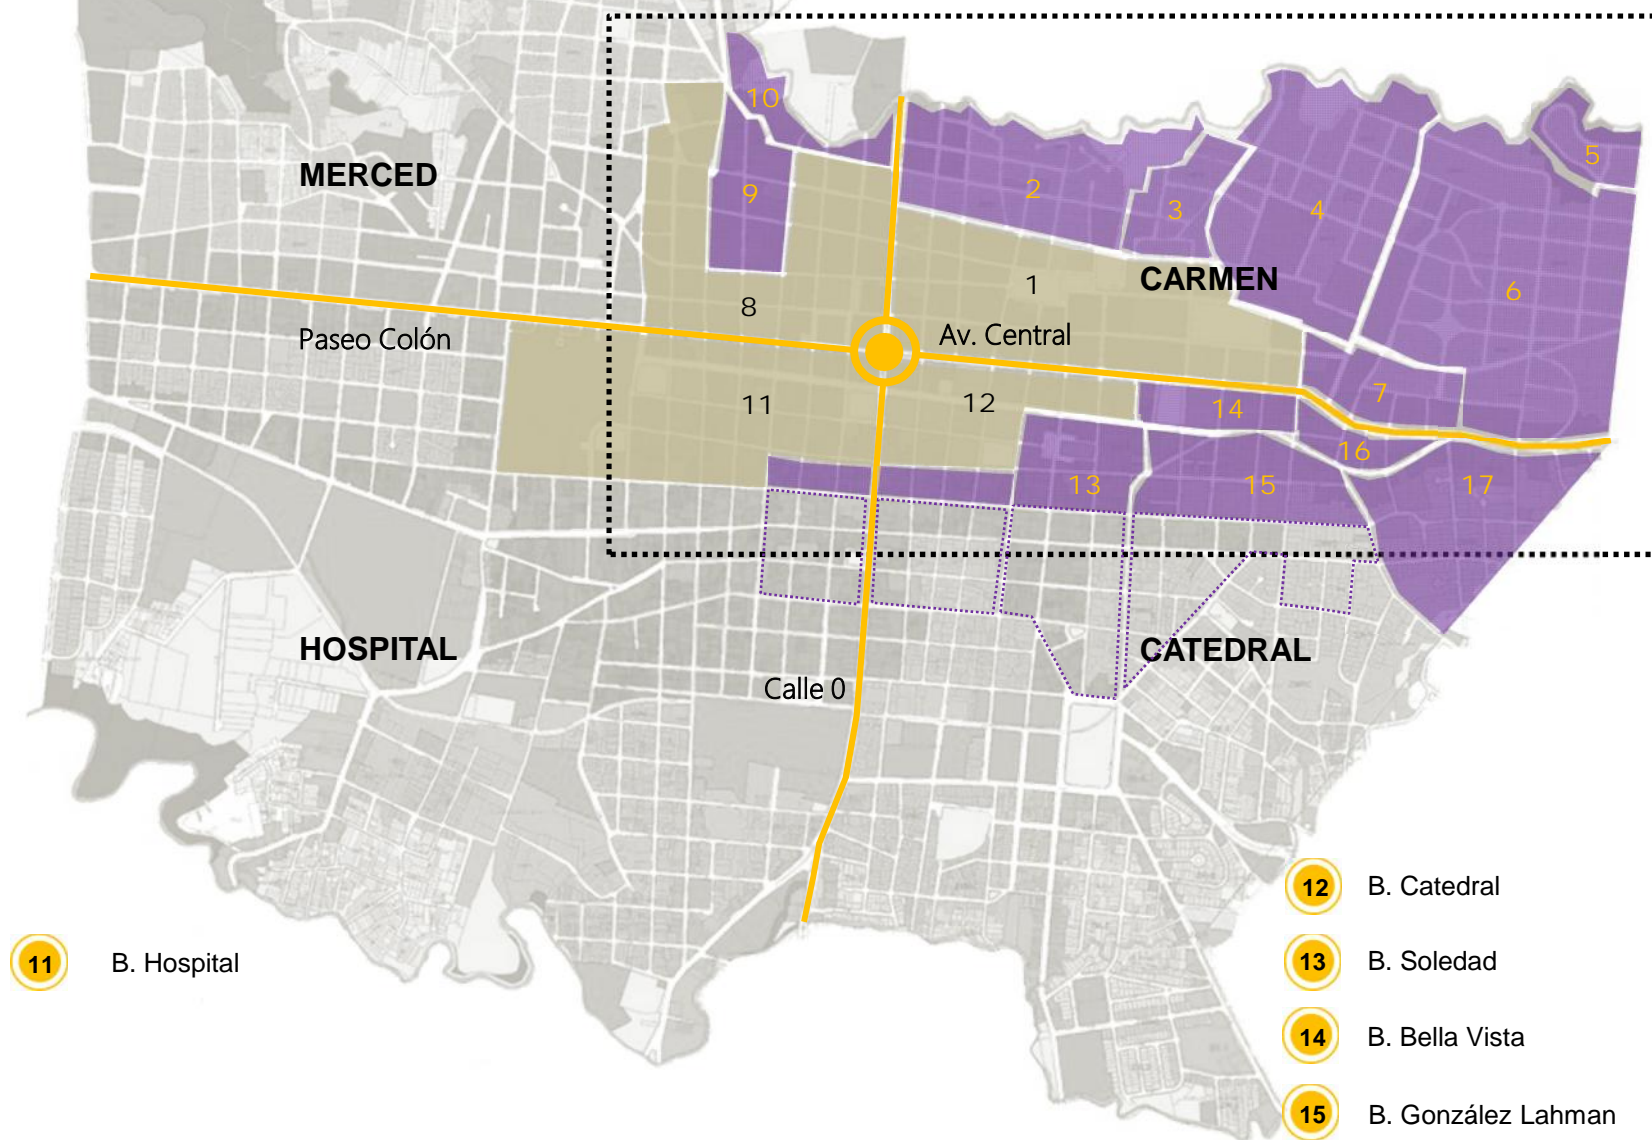 10
5
MERCED
9
2
3
4
CARMEN
1
6
8
Paseo Colón
Av. Central
7
11
12
14
16
13
15
17
HOSPITAL
CATEDRAL
Calle 0
12 B. Catedral
11 B. Hospital
13 B. Soledad
14 B. Bella Vista
15 B. González Lahman